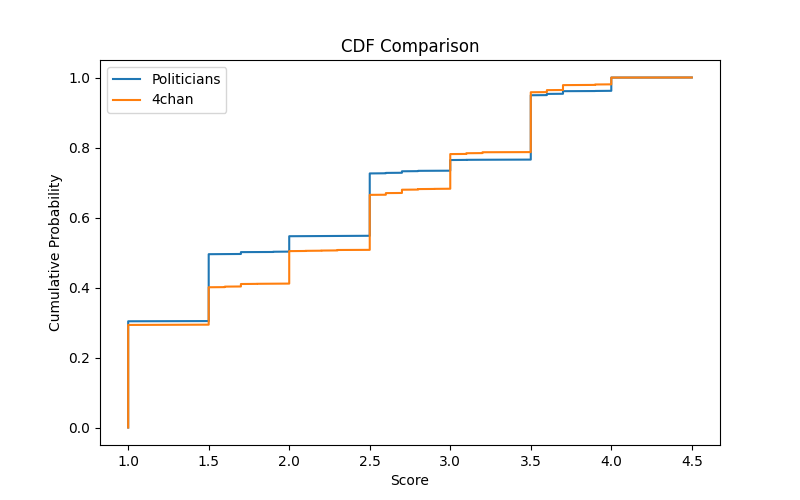 CDF Comparison
Politicians
4chan
Cumulative Probability
1.0
0.8
0.6
0.4
0.2
0.0
1.0 1.5 2.0 2.5 3.0 3.5 4.0 4.5
Score